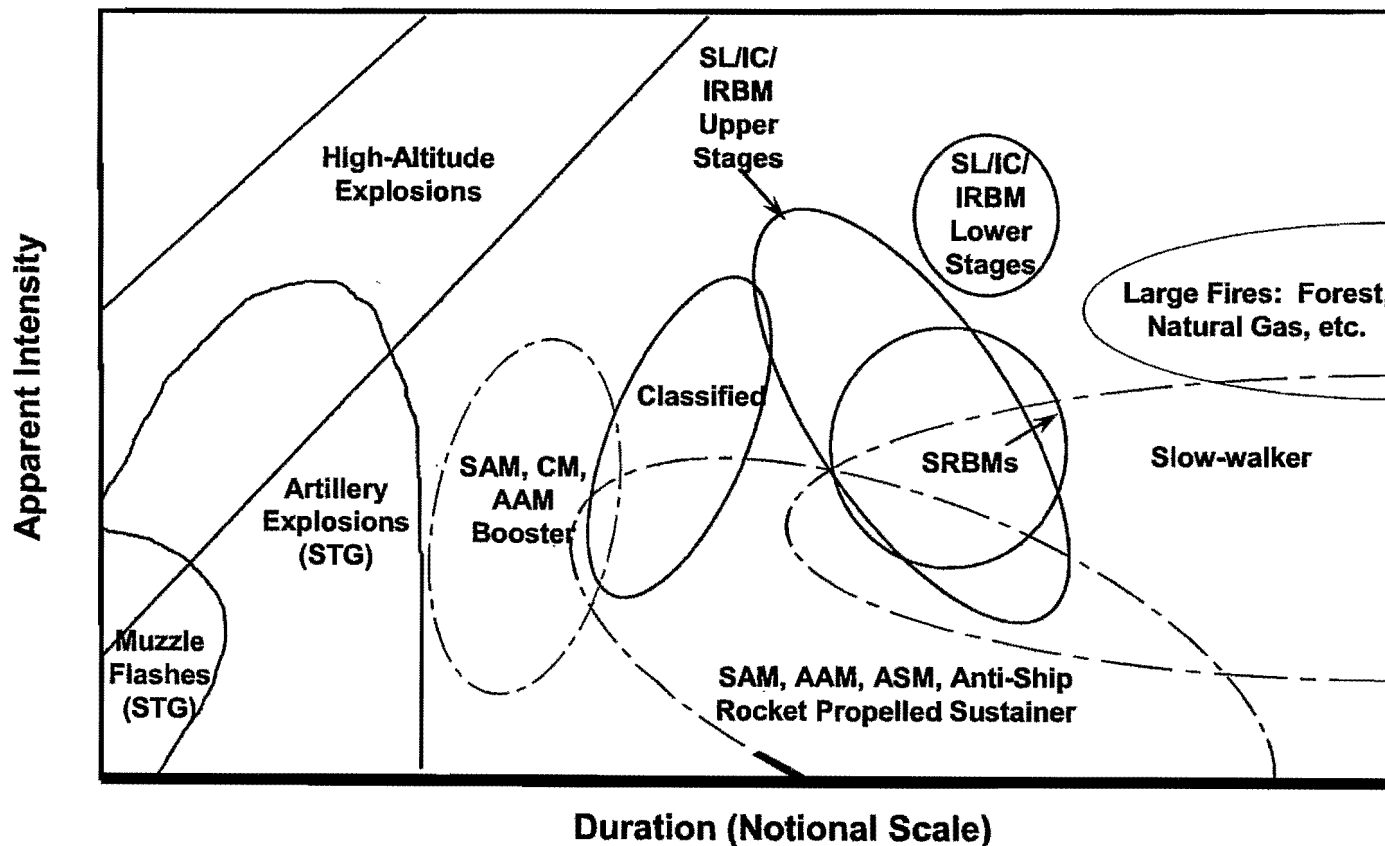 Apparent Intensity
SL/IC/
IRBM
Upper
Stages
High-Altitude
Explosions
SL/IC/
IRBM
Lower
Stages
Large Fires: Forest,
Natural Gas, etc.
Classified
SAM, CM,
AAM
Booster
SRBMs
Slow-walker
Artillery
Explosions
(STG)
Muzzle
Flashes
(STG)
SAM, AAM, ASM, Anti-Ship
Rocket Propelled Sustainer
Duration (Notional Scale)